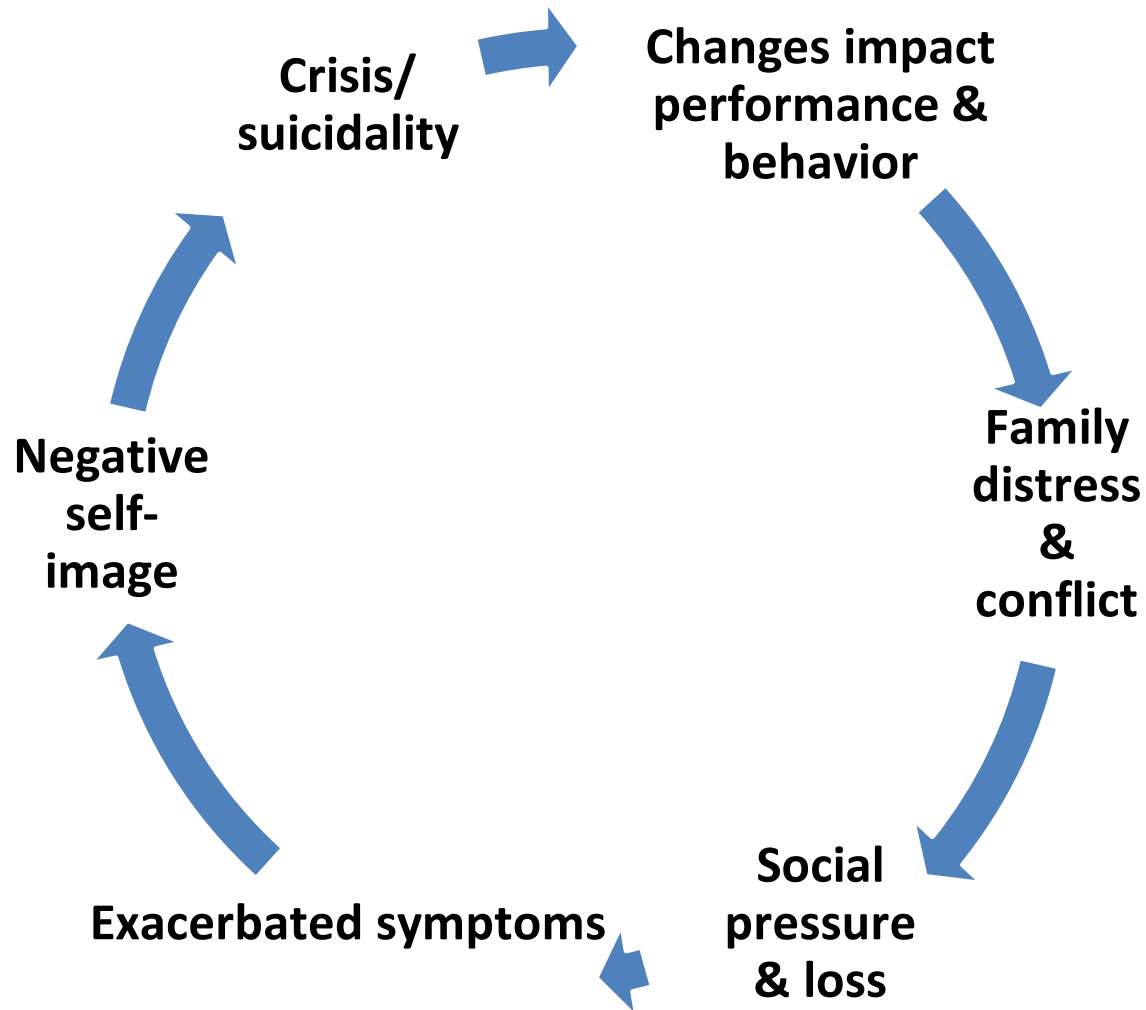 Changes impact
performance &
behavior
Family
distress
&
conflict
Social
pressure
& loss
Exacerbated symptoms
Negative
self-
image
Crisis/
suicidality